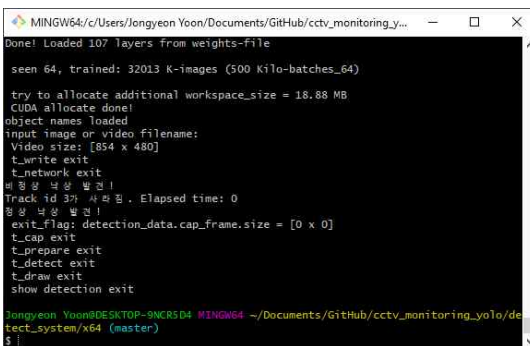 MINGW64:/c/Users/Jongyeon Yoon/Documents/GitHub/cctv_monitoring_y...
Done! Loaded 107 layers from weights-file
seen 64, trained: 32013 K-images (500 Kilo-batches_64)
try to allocate additional workspace_size = 18.88 MB
CUDA allocate done!
object names loaded
input image or video filename:
Video size: [854 x 480]
t_write exit
t_network exit
비정상 낙상 발견!
Track id 3가 사라짐. Elapsed time: 0
정상 낙상 발견!
exit_flag: detection_data.cap_frame.size = [0 x 0]
t_cap exit
t_prepare exit
t_detect exit
t_draw exit
show detection exit
Jongyeon Yoon@DESKTOP-9NCR5D4 MINGW64 ~/Documents/GitHub/cctv_monitoring_yolo/de
tect_system/x64 (master)
$